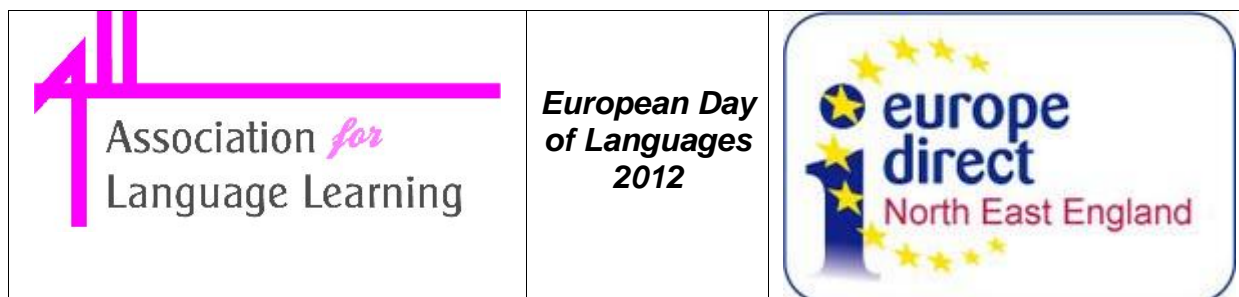 All
Association for
Language Learning
European Day
of Languages
2012
europe
direct
North East England